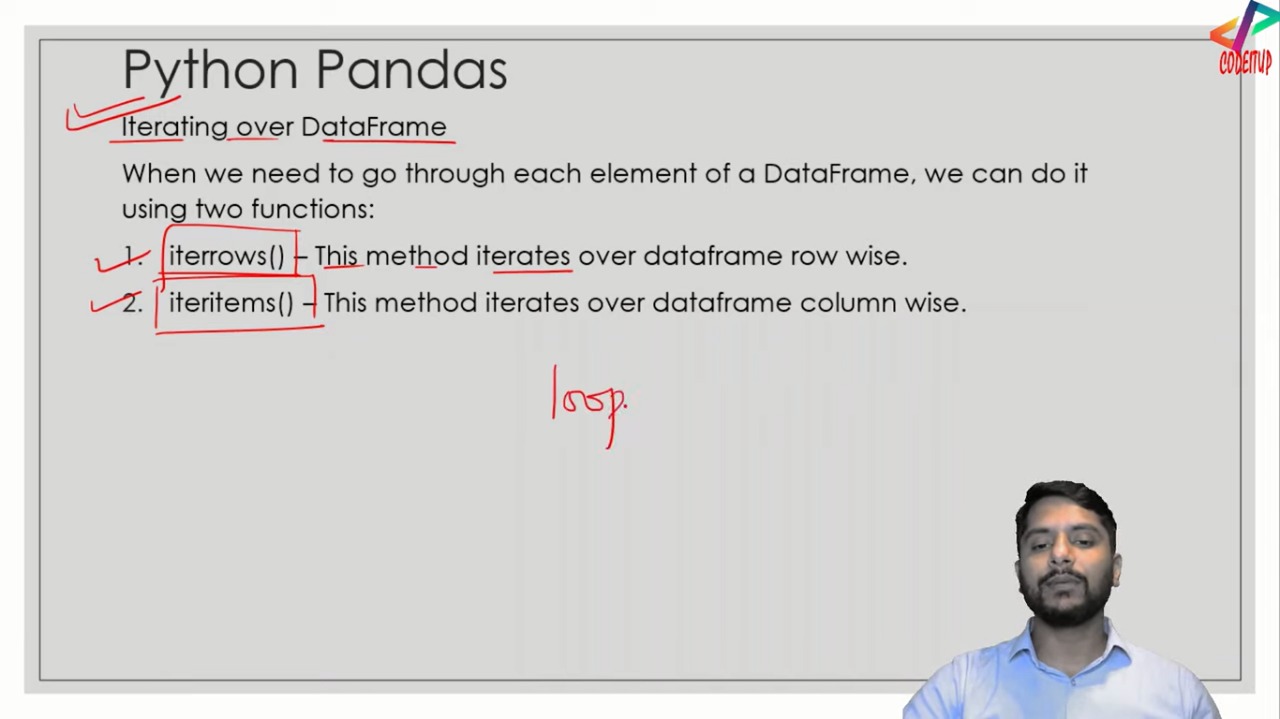 CODEITUP
Python Pandas
Iterating over DataFrame
When we need to go through each element of a DataFrame, we can do it
using two functions:
1. iterrows() – This method iterates over dataframe row wise.
2. iteritems() – This method iterates over dataframe column wise.
loop.